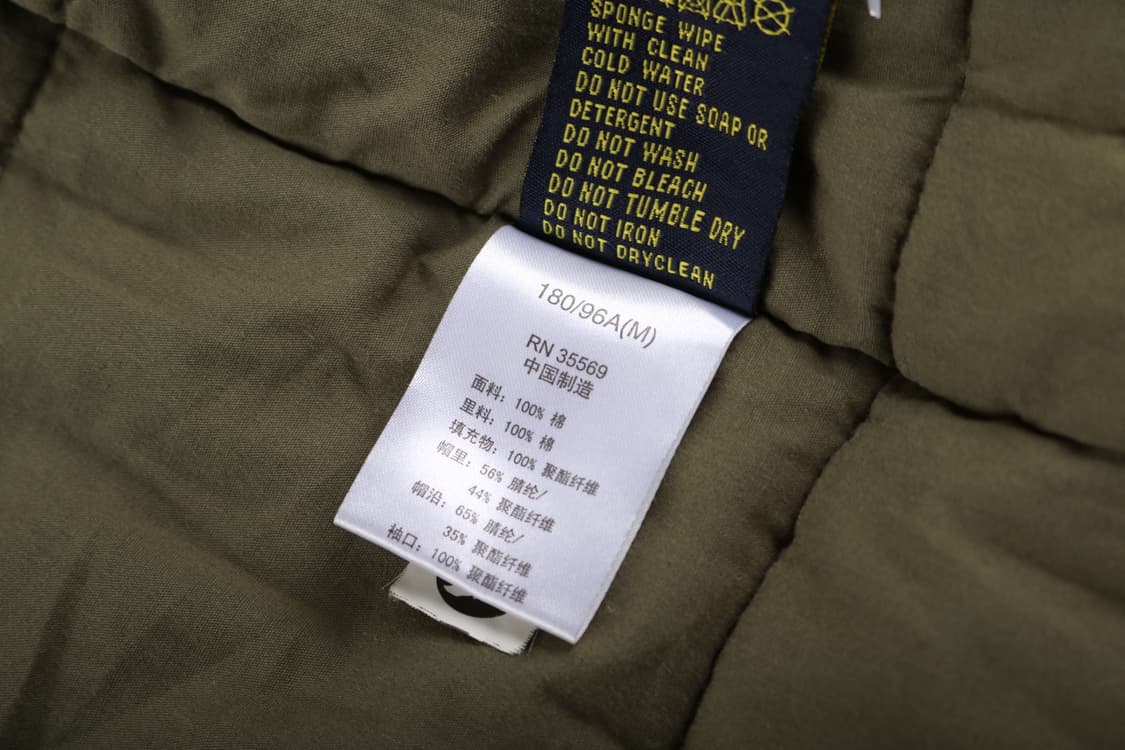 SPONGE WIPE
WITH CLEAN
COLD WATER
DO NOT USE SOAP OR
DETERGENT
DO NOT WASH
DO NOT BLEACH
DO NOT TUMBLE DRY
DO NOT IRON
DO NOT DRYCLEAN
180/96A(M)
RN 35569
中国制造
面料：100% 棉
里料：100% 棉
填充物：100% 聚酯纤维
帽里：56% 腈纶/
44% 聚酯纤维
帽沿：65% 腈纶/
35% 聚酯纤维
袖口：100% 聚酯纤维